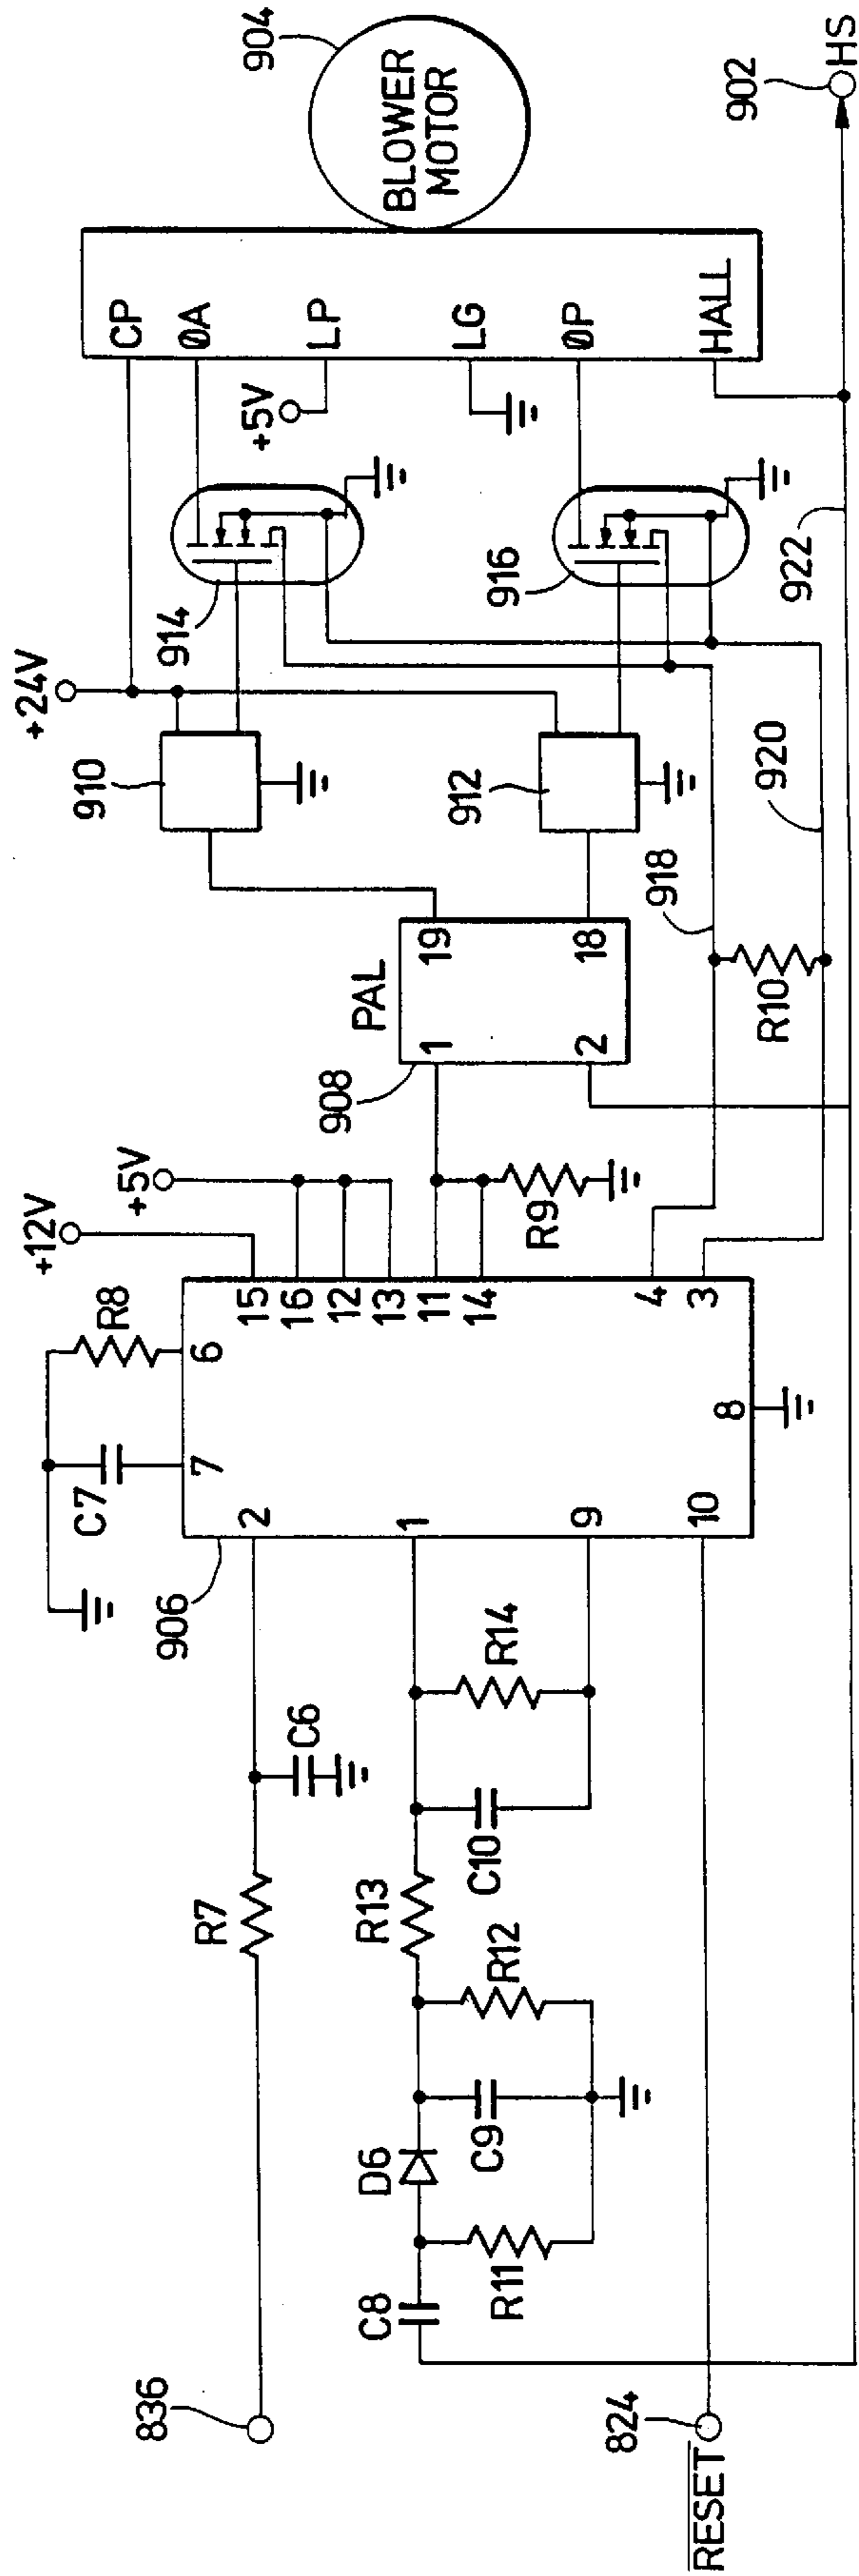 904
BLOWER
MOTOR
902
HS
CP
ØA
LP
LG
ØP
HALL
+5V
914
916
922
+24V
910
912
920
918
R10
PAL
19
18
1
2
908
+12V
+5V
R9
R8
C7
6
7
15
16
12
13
11
14
4
3
8
2
1
9
10
906
R14
C6
C10
R7
R13
R12
C9
D6
R11
C8
836
824
RESET